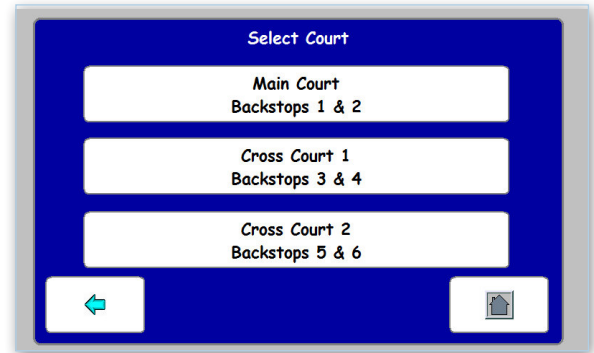 Select Court
Main Court
Backstops 1 & 2
Cross Court 1
Backstops 3 & 4
Cross Court 2
Backstops 5 & 6